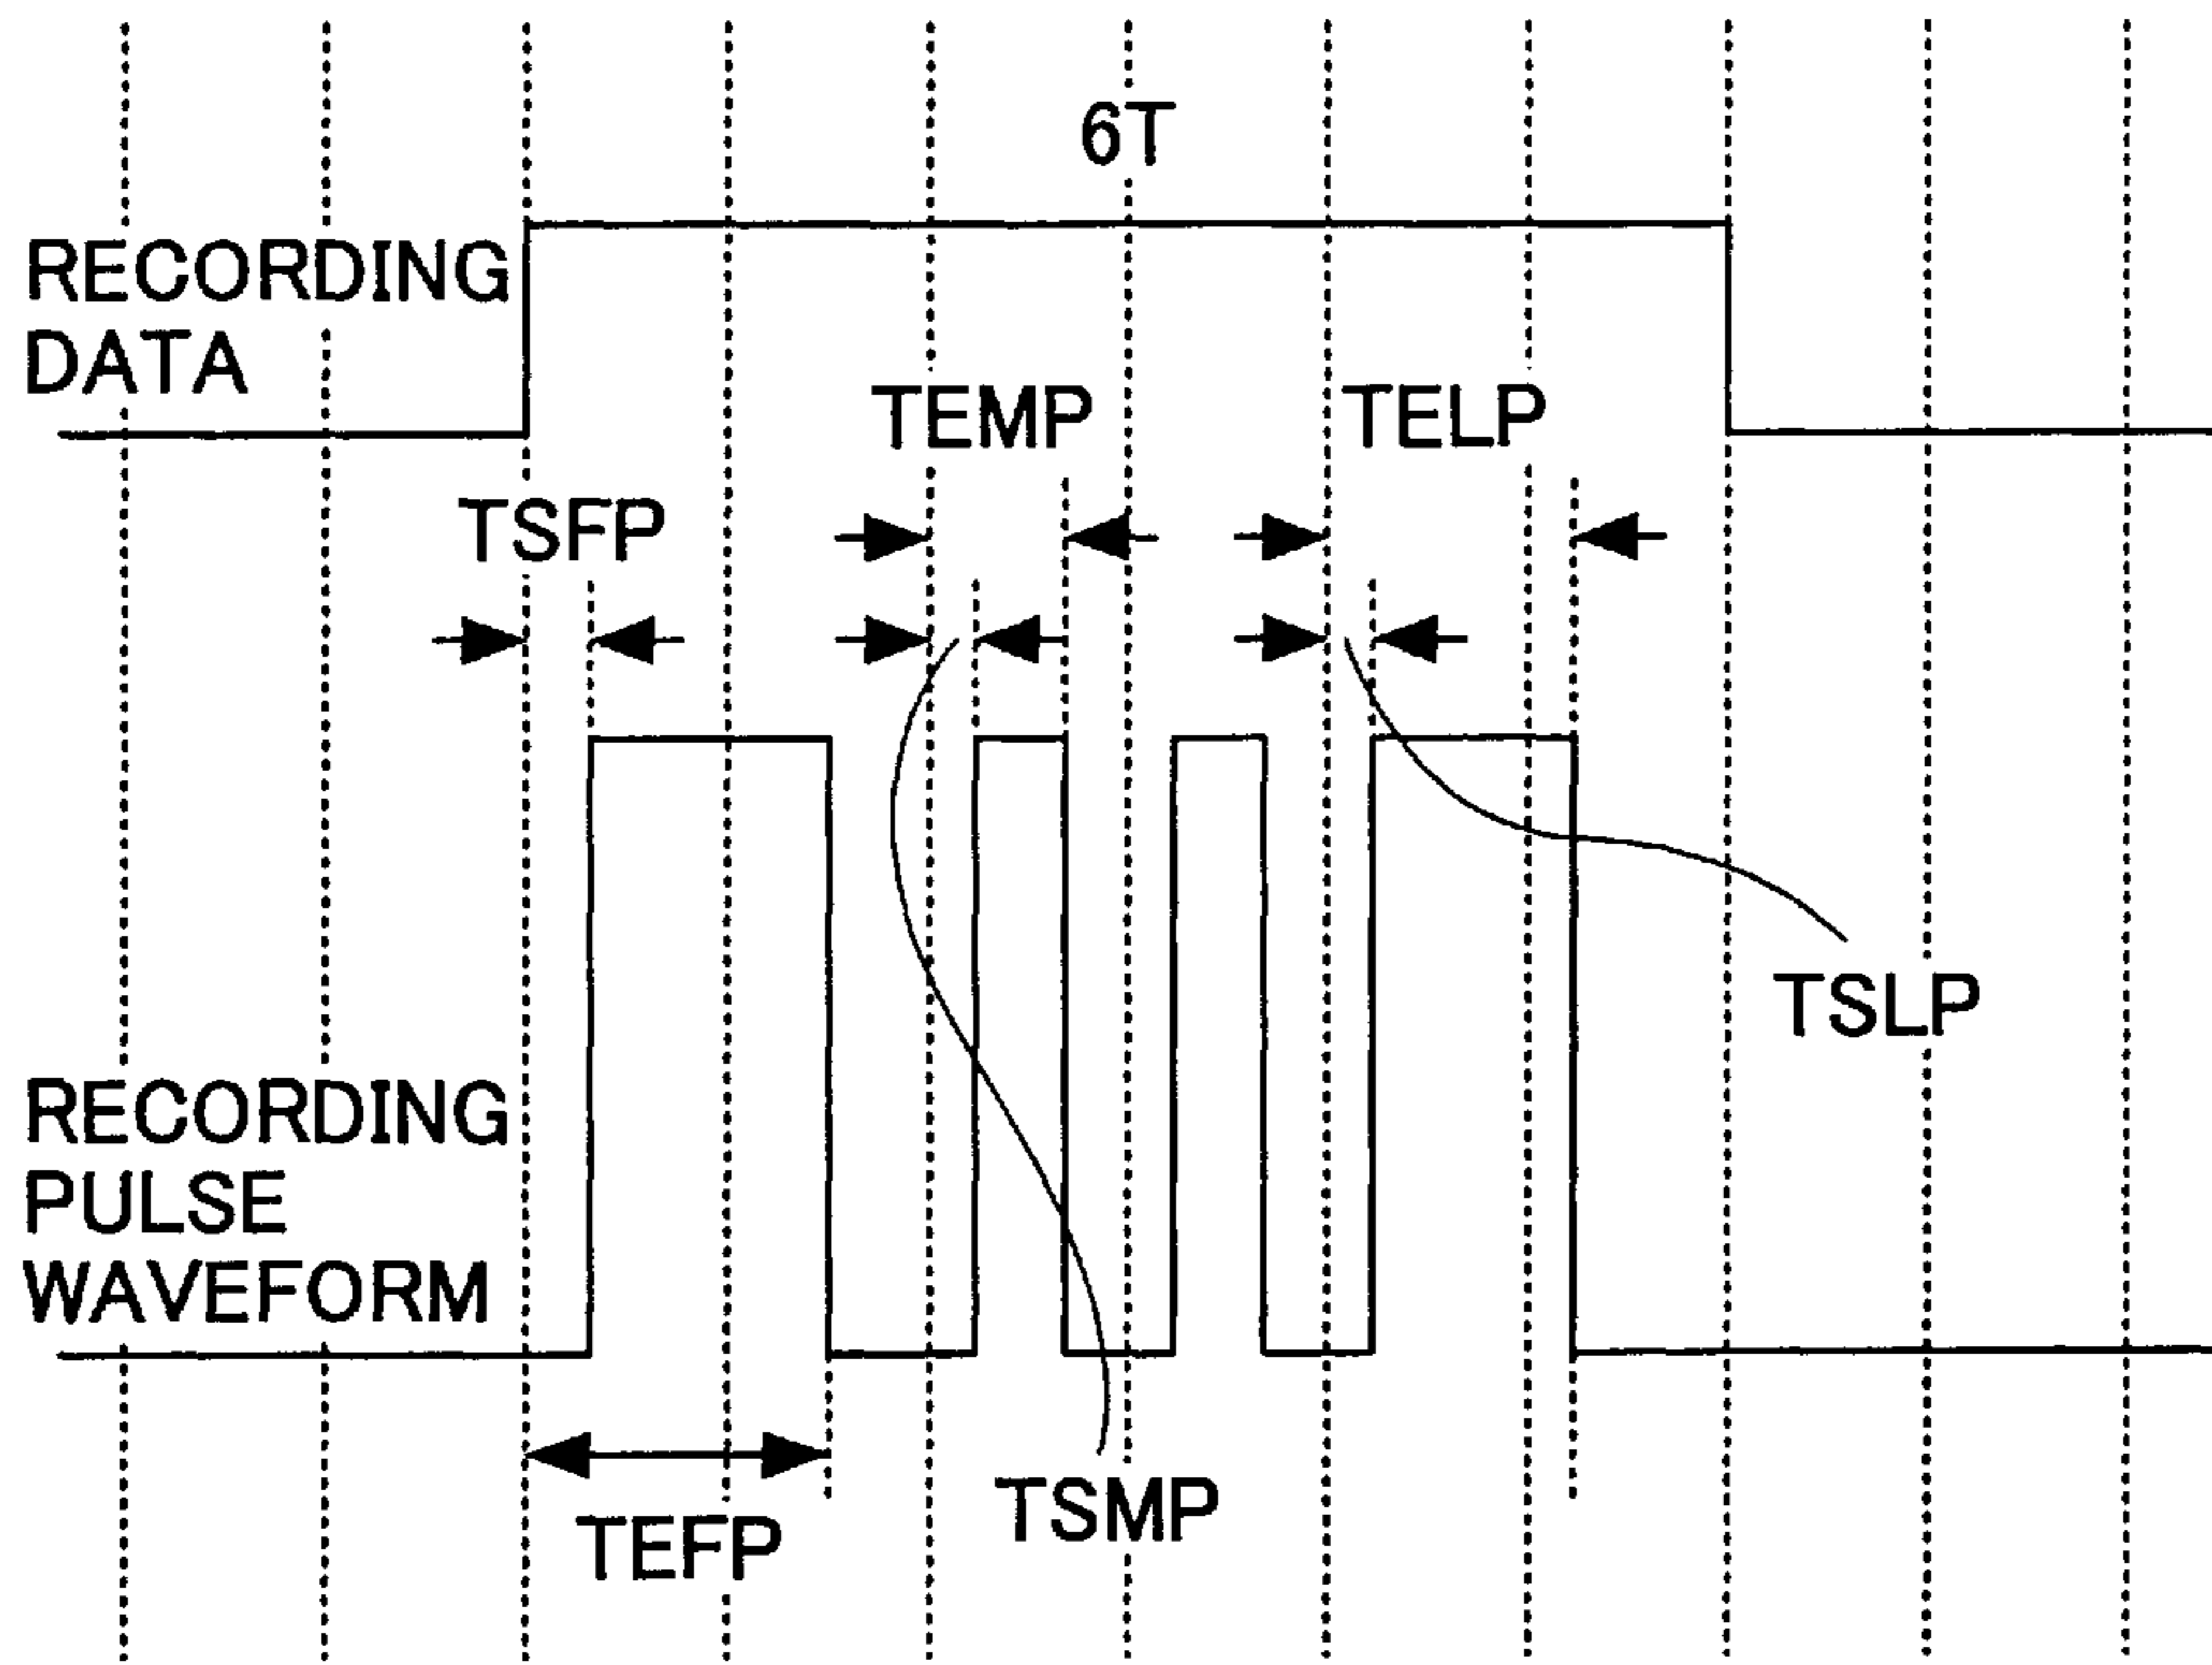 6T
RECORDING
DATA
TEMP
TELP
TSFP
TSLP
RECORDING
PULSE
WAVEFORM
TSMP
TEFP